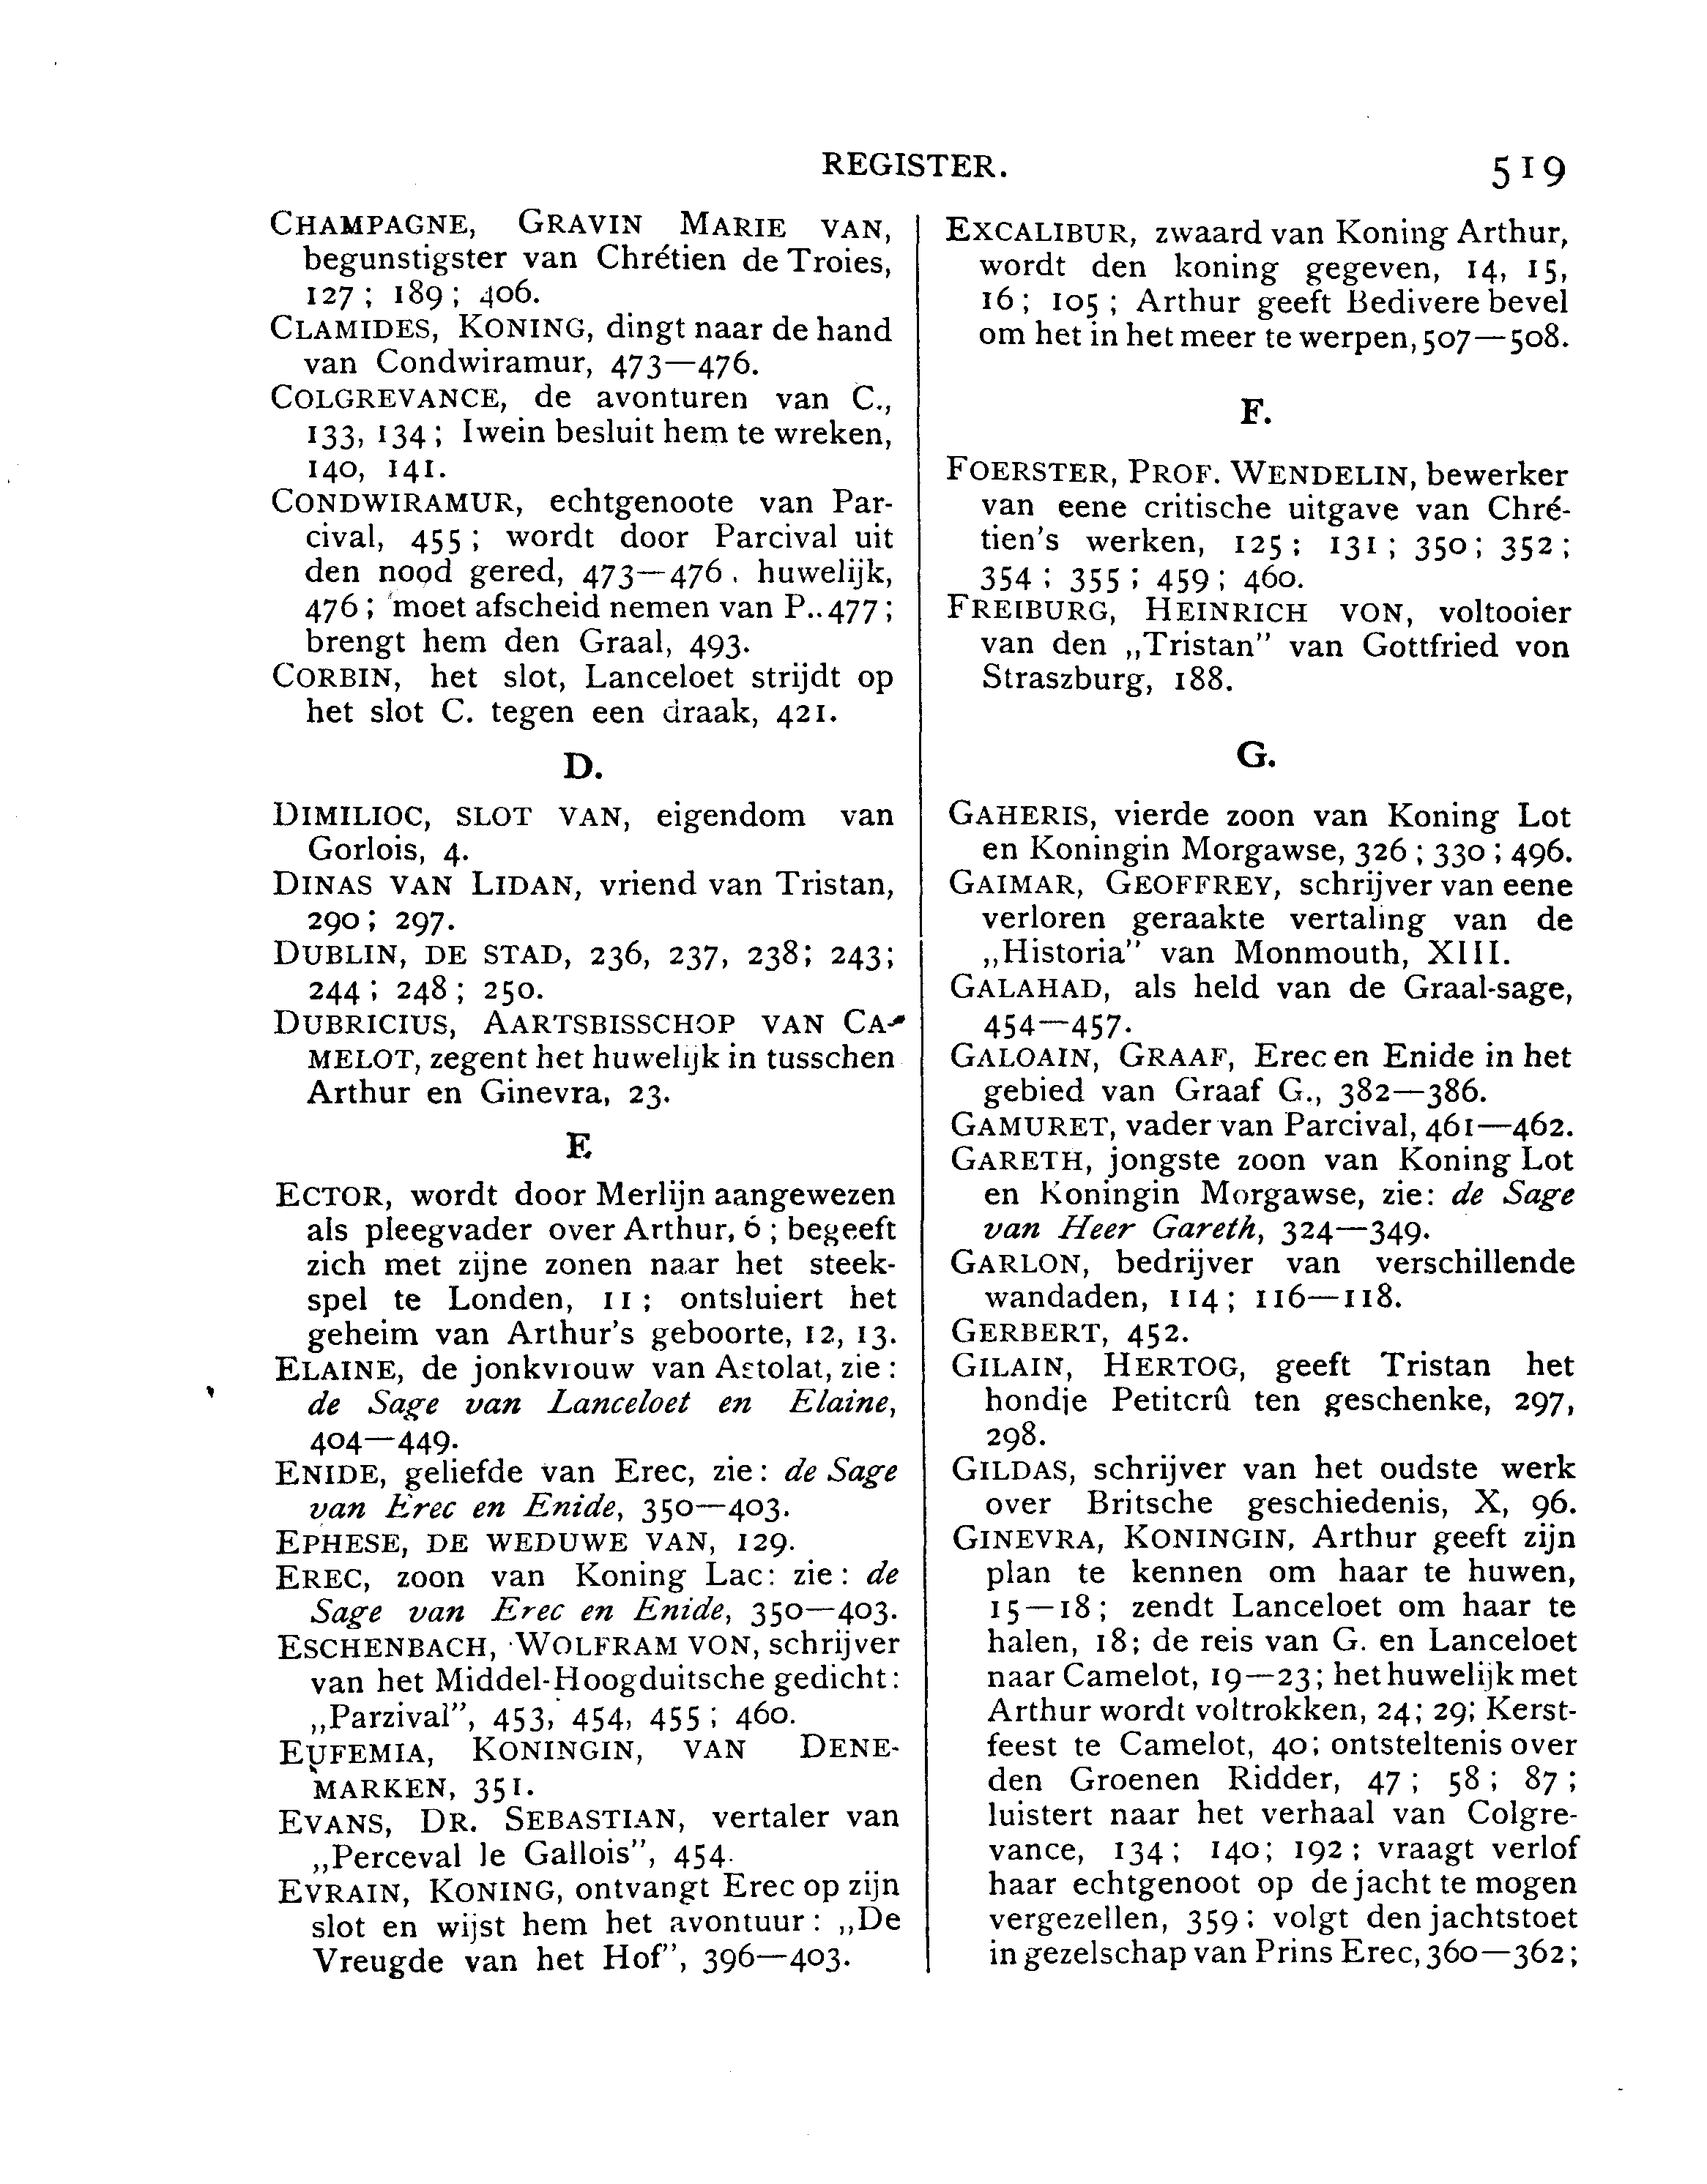 REGISTER.
519
CHAMPAGNE, GRAVIN MARIE VAN,
begunstigster van Chrétien de Troies,
127; 189; 406.
CLAMIDES, KONING, dingt naar de hand
van Condwiramur, 473—476.
COLGREVANCE, de avonturen van C.,
133, 134; Iwein besluit hem te wreken,
140, 141.
CONDWIRAMUR, echtgenoote van Par-
cival, 455; wordt door Parcival uit
den nood gered, 473—476. huwelijk,
476; moet afscheid nemen van P.. 477;
brengt hem den Graal, 493.
CORBIN, het slot, Lanceloet strijdt op
het slot C. tegen een draak, 421.
D.
DIMILIOC, SLOT VAN, eigendom van
Gorlois, 4.
DINAS VAN LIDAN, vriend van Tristan,
290; 297.
DUBLIN, DE STAD, 236, 237, 238; 243;
244; 248; 250.
DUBRICIUS, AARTSBISSCHOP VAN CA-
MELOT, zegent het huwelijk in tusschen
Arthur en Ginevra, 23.
E
ECTOR, wordt door Merlijn aangewezen
als pleegvader over Arthur, 6; begeeft
zich met zijne zonen naar het steek-
spel te Londen, 11; ontsluiert het
geheim van Arthur's geboorte, 12, 13.
ELAINE, de jonkvrouw van Astolat, zie:
de Sage van Lanceloet en Elaine,
404—449.
ENIDE, geliefde van Erec, zie: de Sage
van Erec en Enide, 350—403.
EPHESE, DE WEDUWE VAN, 129.
EREC, zoon van Koning Lac: zie: de
Sage van Erec en Enide, 350—403.
ESCHENBACH, WOLFRAM VON, schrijver
van het Middel-Hoogduitsche gedicht:
„Parzival”, 453, 454, 455; 460.
EUFEMIA, KONINGIN, VAN DENE-
MARKEN, 351.
EVANS, DR. SEBASTIAN, vertaler van
„Perceval le Gallois”, 454.
EVRAIN, KONING, ontvangt Erec op zijn
slot en wijst hem het avontuur: „De
Vreugde van het Hof”, 396—403.
EXCALIBUR, zwaard van Koning Arthur,
wordt den koning gegeven, 14, 15,
16; 105; Arthur geeft Bedivere bevel
om het in het meer te werpen, 507—508.
F.
FOERSTER, PROF. WENDELIN, bewerker
van eene critische uitgave van Chré-
tien's werken, 125; 131; 350; 352;
354; 355; 459; 460.
FREIBURG, HEINRICH VON, voltooier
van den „Tristan” van Gottfried von
Straszburg, 188.
G.
GAHERIS, vierde zoon van Koning Lot
en Koningin Morgawse, 326; 330; 496.
GAIMAR, GEOFFREY, schrijver van eene
verloren geraakte vertaling van de
„Historia” van Monmouth, XIII.
GALAHAD, als held van de Graal-sage,
454—457.
GALOAIN, GRAAF, Erec en Enide in het
gebied van Graaf G., 382—386.
GAMURET, vader van Parcival, 461—462.
GARETH, jongste zoon van Koning Lot
en Koningin Morgawse, zie: de Sage
van Heer Gareth, 324—349.
GARLON, bedrijver van verschillende
wandaden, 114; 116—118.
GERBERT, 452.
GILAIN, HERTOG, geeft Tristan het
hondje Petitcrû ten geschenke, 297,
298.
GILDAS, schrijver van het oudste werk
over Britsche geschiedenis, X, 96.
GINEVRA, KONINGIN, Arthur geeft zijn
plan te kennen om haar te huwen,
15—18; zendt Lanceloet om haar te
halen, 18; de reis van G. en Lanceloet
naar Camelot, 19—23; het huwelijk met
Arthur wordt voltrokken, 24; 29; Kerst-
feest te Camelot, 40; ontsteltenis over
den Groenen Ridder, 47; 58; 87;
luistert naar het verhaal van Colgre-
vance, 134; 140; 192; vraagt verlof
haar echtgenoot op de jacht te mogen
vergezellen, 359; volgt den jachtstoet
in gezelschap van Prins Erec, 360—362;